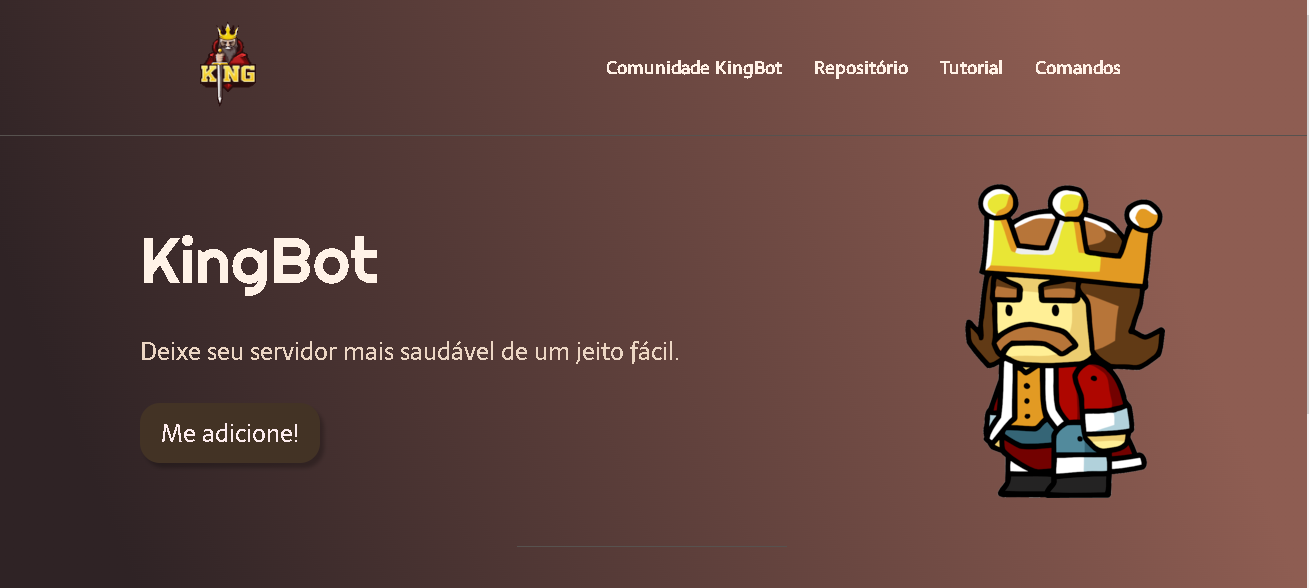 KING
Comunidade KingBot
Repositório
Tutorial
Comandos
KingBot
Deixe seu servidor mais saudável de um jeito fácil.
Me adicione!